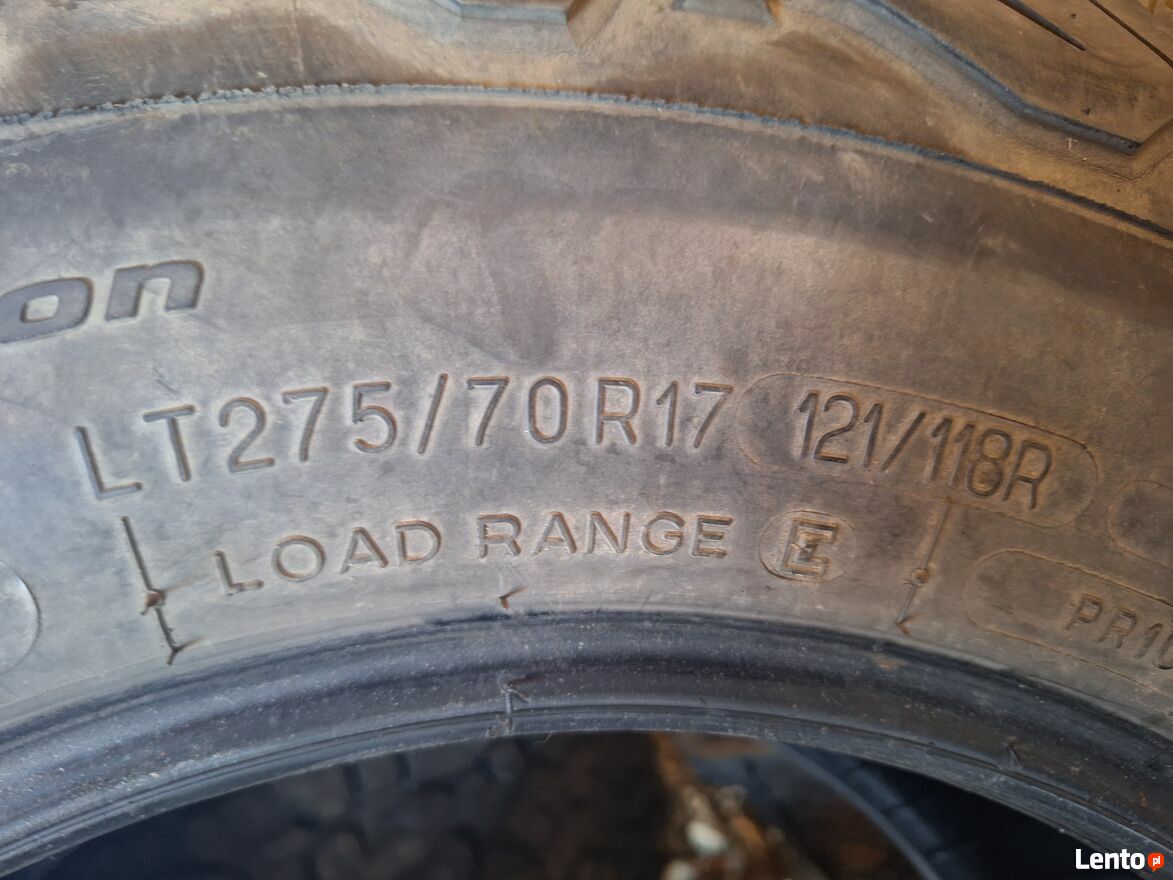 on
LT275/70R17 121/118R
LOAD RANGE E
Lento.pl